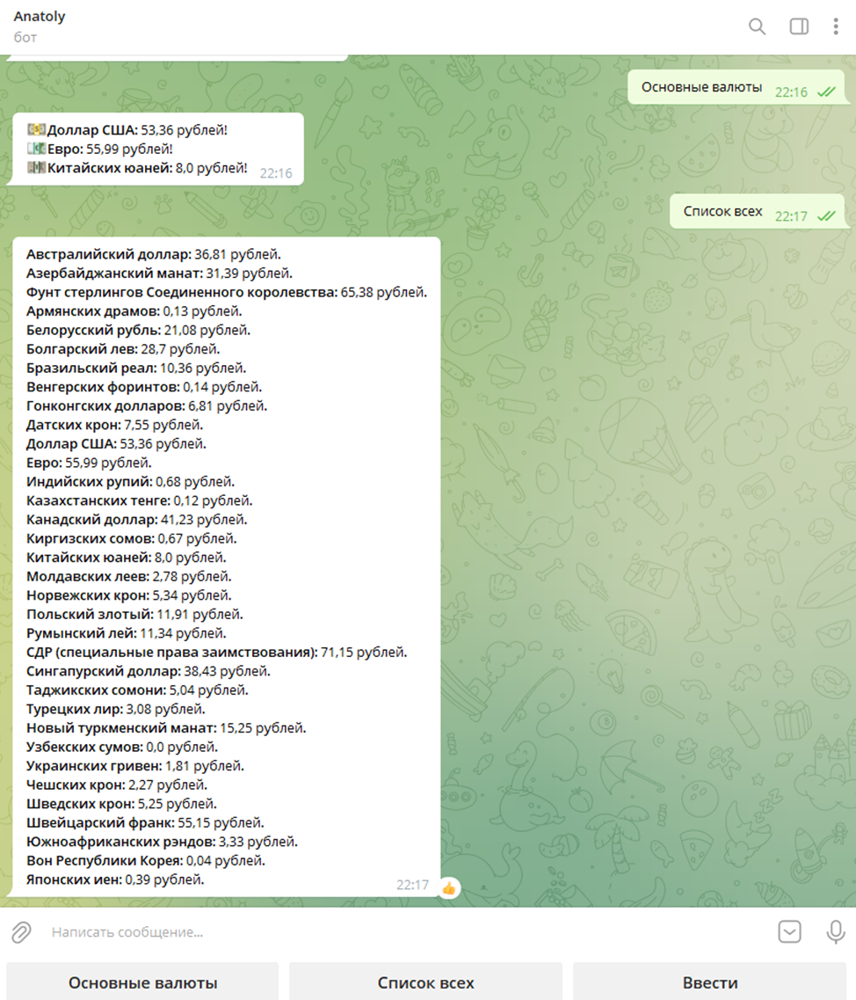 Anatoly
бот
Основные валюты 22:16
Доллар США: 53,36 рублей!
Евро: 55,99 рублей!
Китайских юаней: 8,0 рублей! 22:16
Список всех 22:17
Австралийский доллар: 36,81 рублей.
Азербайджанский манат: 31,39 рублей.
Фунт стерлингов Соединенного королевства: 65,38 рублей.
Армянских драмов: 0,13 рублей.
Белорусский рубль: 21,08 рублей.
Болгарский лев: 28,7 рублей.
Бразильский реал: 10,36 рублей.
Венгерских форинтов: 0,14 рублей.
Гонконгских долларов: 6,81 рублей.
Датских крон: 7,55 рублей.
Доллар США: 53,36 рублей.
Евро: 55,99 рублей.
Индийских рупий: 0,68 рублей.
Казахстанских тенге: 0,12 рублей.
Канадский доллар: 41,23 рублей.
Киргизских сомов: 0,67 рублей.
Китайских юаней: 8,0 рублей.
Молдавских леев: 2,78 рублей.
Норвежских крон: 5,34 рублей.
Польский злотый: 11,91 рублей.
Румынский лей: 11,34 рублей.
СДР (специальные права заимствования): 71,15 рублей.
Сингапурский доллар: 38,43 рублей.
Таджикских сомони: 5,04 рублей.
Турецких лир: 3,08 рублей.
Новый туркменский манат: 15,25 рублей.
Узбекских сумов: 0,0 рублей.
Украинских гривен: 1,81 рублей.
Чешских крон: 2,27 рублей.
Шведских крон: 5,25 рублей.
Швейцарский франк: 55,15 рублей.
Южноафриканских рэндов: 3,33 рублей.
Вон Республики Корея: 0,04 рублей.
Японских иен: 0,39 рублей.
22:17
Написать сообщение...
Основные валюты
Список всех
Ввести